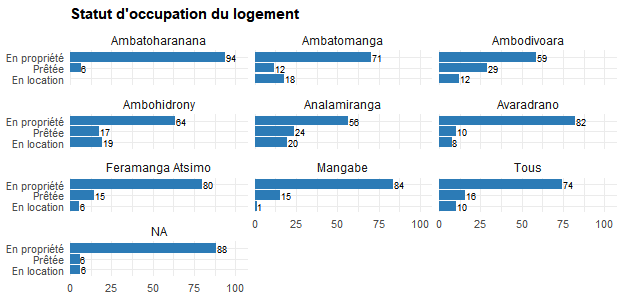 Statut d'occupation du logement
Ambatoharanana Ambatomanga Ambodivoara
En propriété 94 71 59
Prêtée 6 12 29
En location 18 12
Ambohidrony Analamiranga Avaradrano
En propriété 64 56 82
Prêtée 17 24 10
En location 19 20 8
Feramanga Atsimo Mangabe Tous
En propriété 80 84 74
Prêtée 15 15 16
En location 6 1 10
0 25 50 75 100 0 25 50 75 100
NA
En propriété 88
Prêtée 6
En location 6
0 25 50 75 100